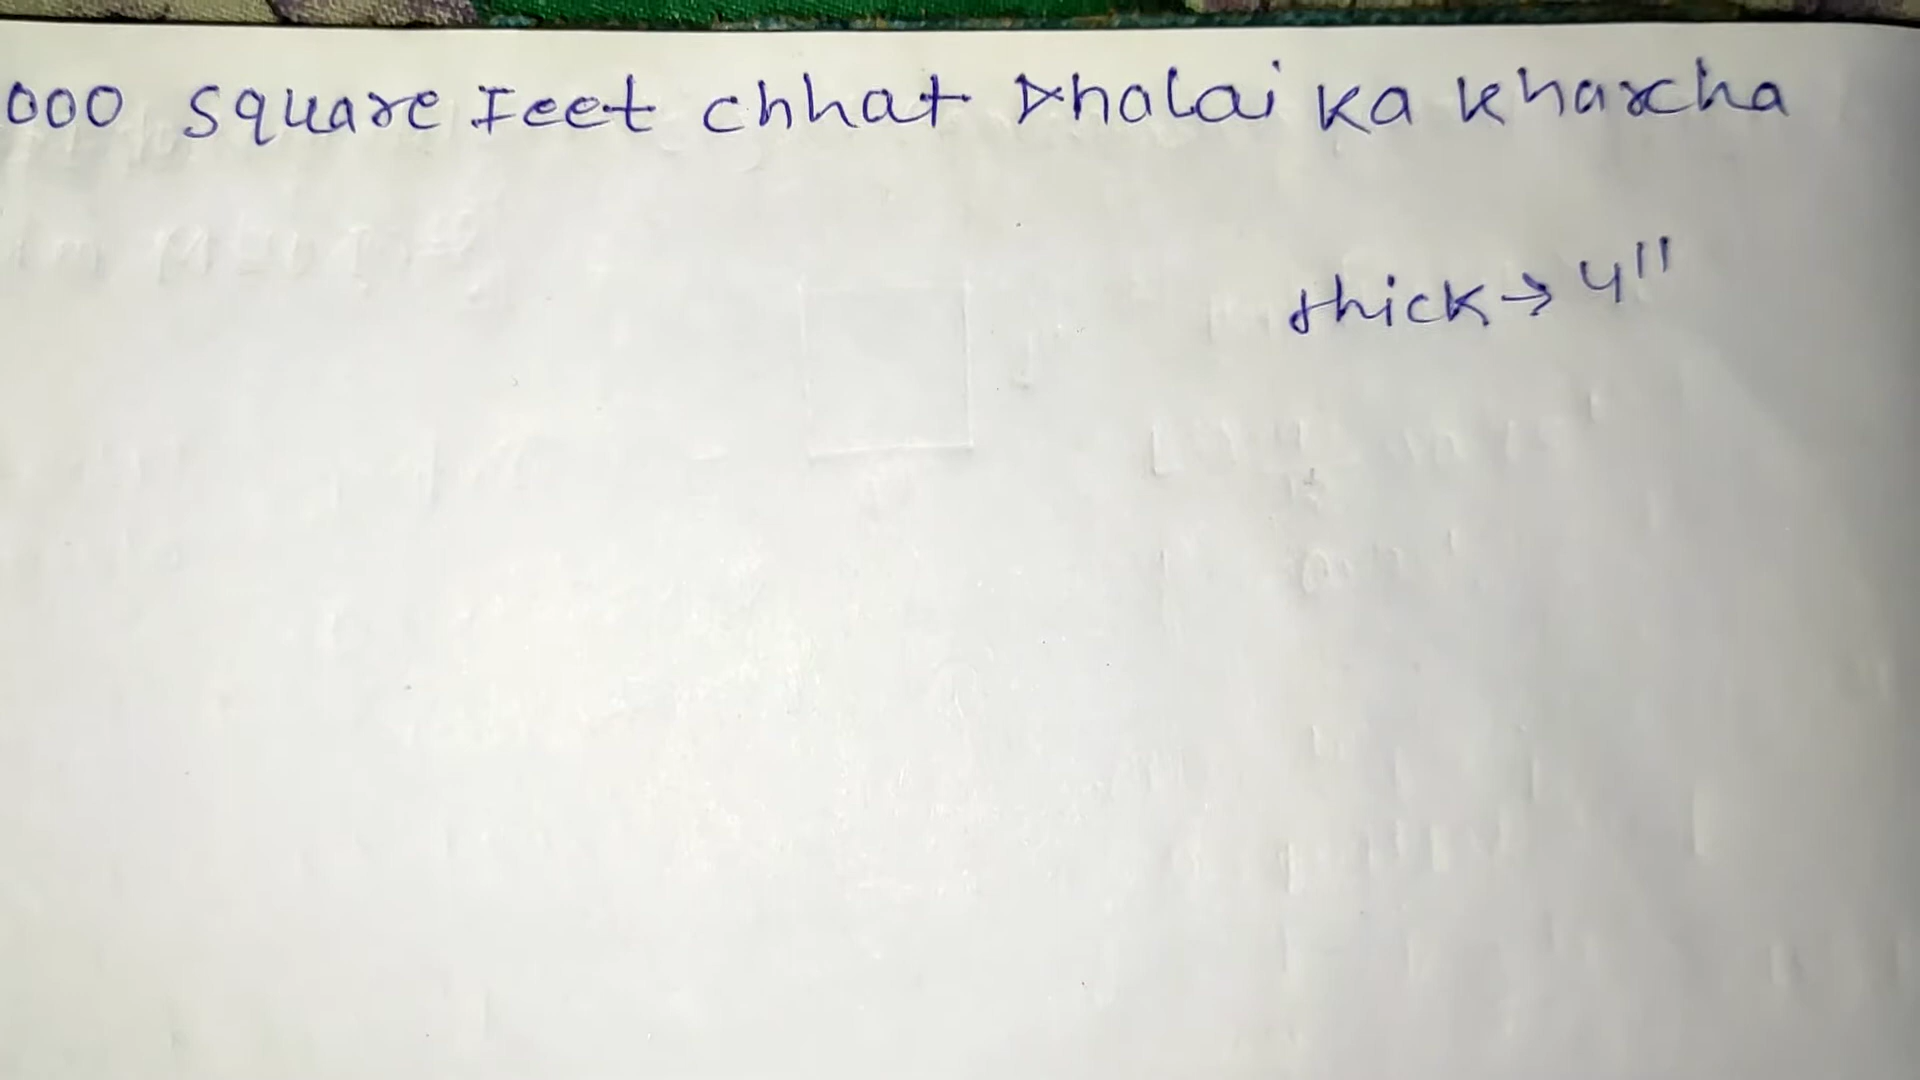 000 square Feet chhat Dhalai ka kharcha
thick → 4"